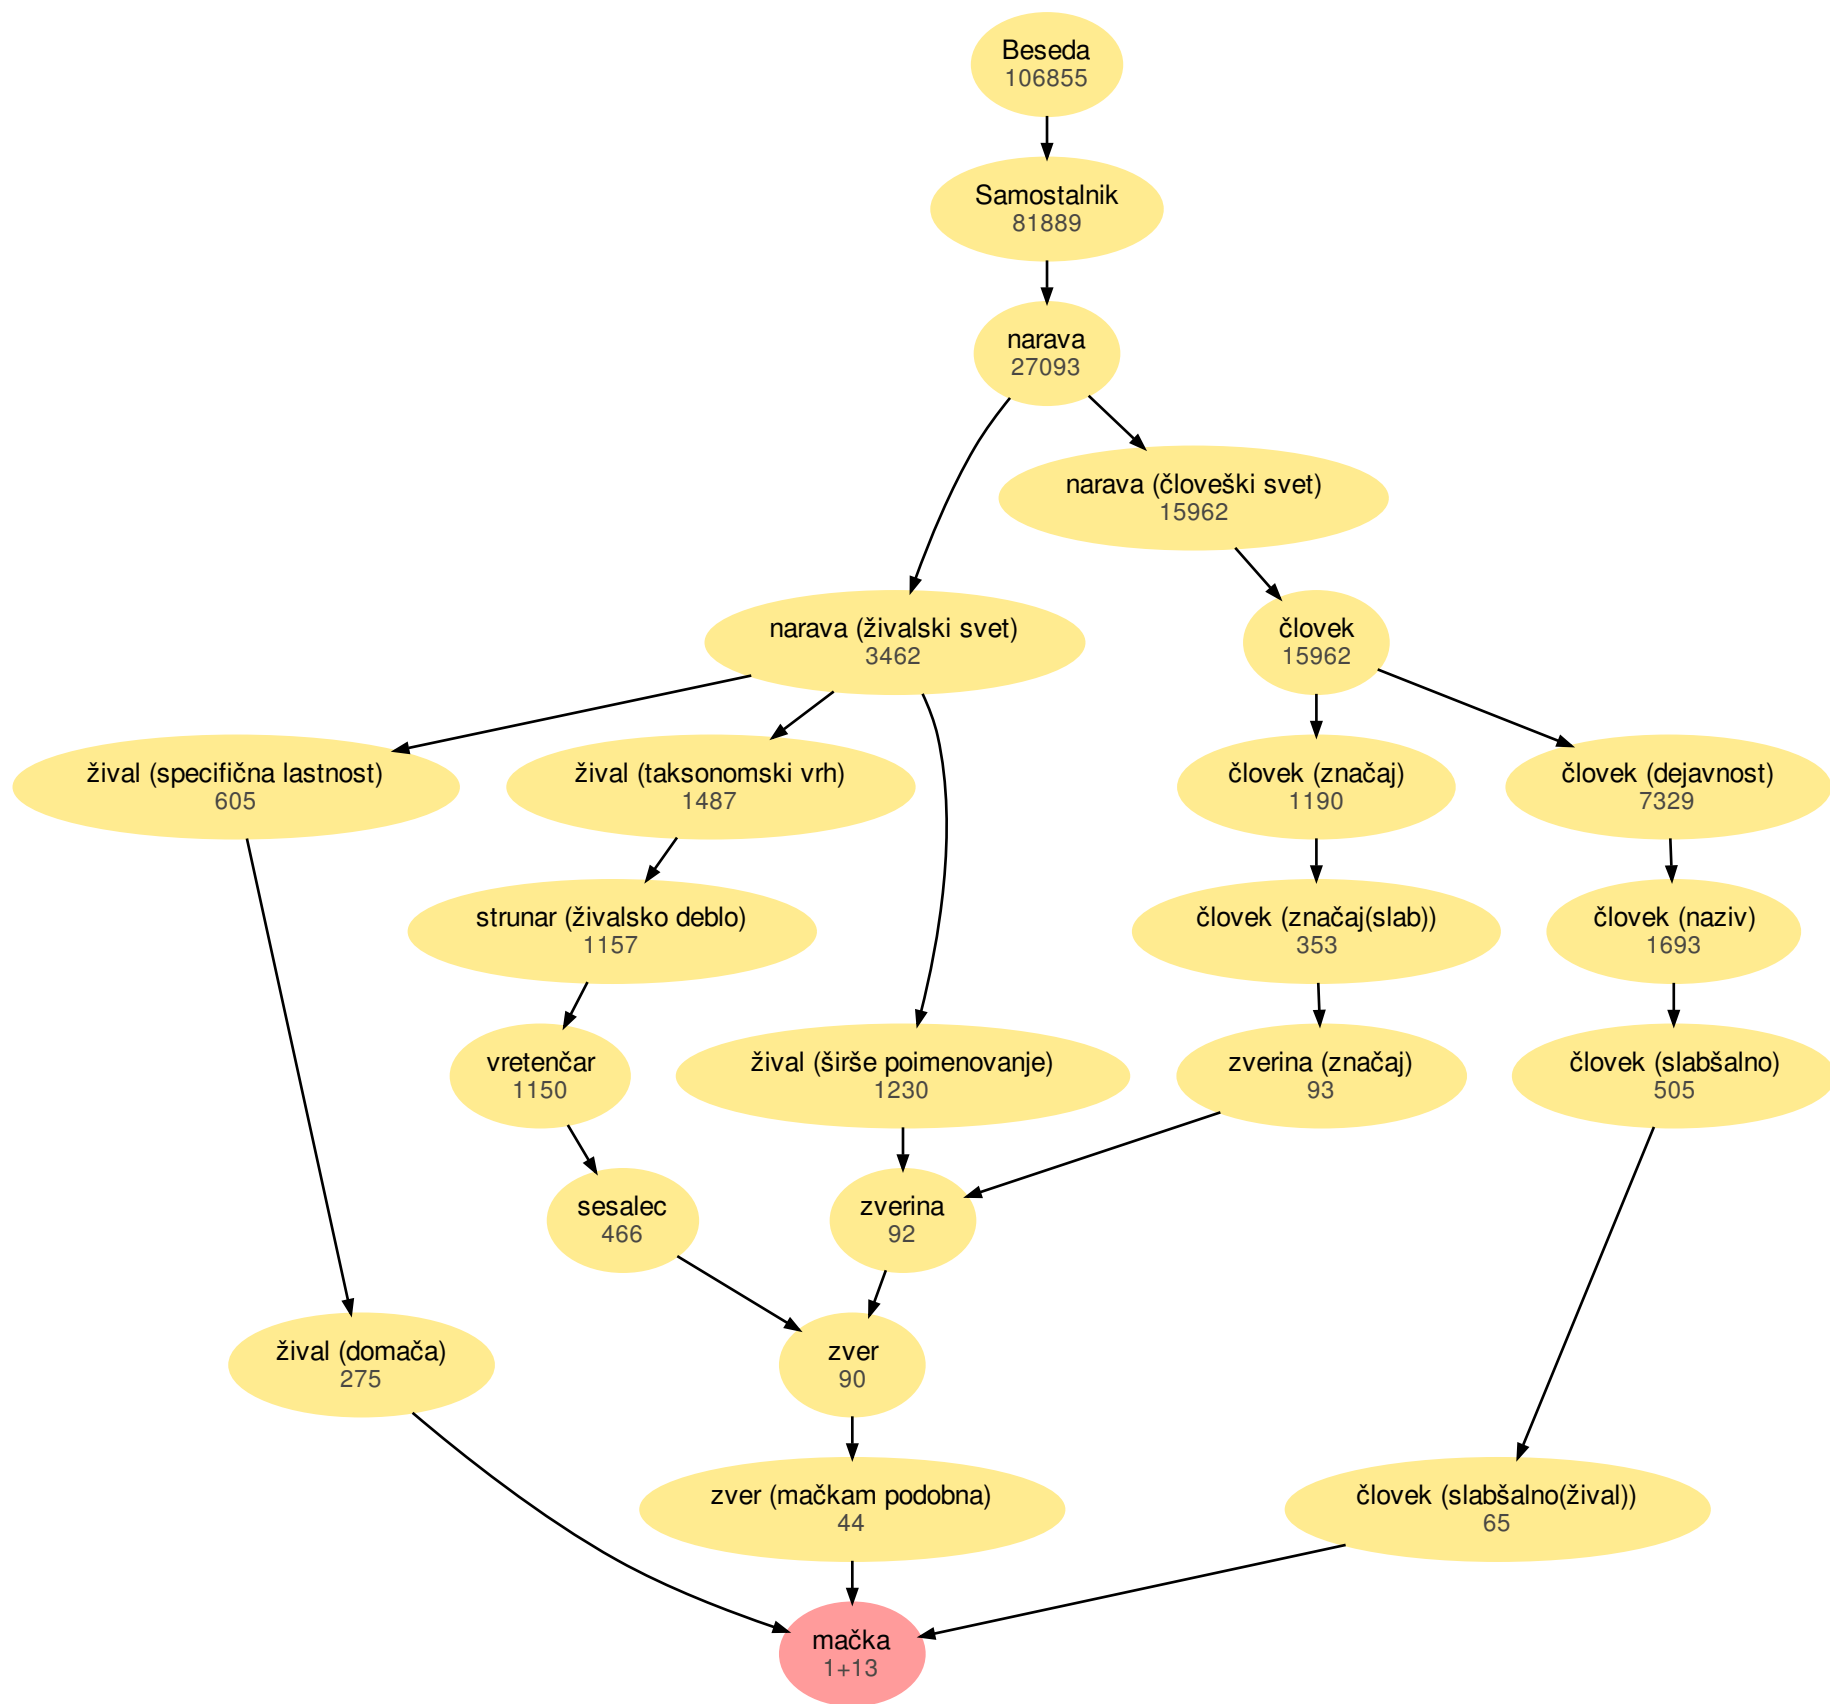 Beseda
106855
Samostalnik
81889
narava
27093
narava (človeški svet)
15962
narava (živalski svet)
3462
človek
15962
žival (specifična lastnost)
605
žival (taksonomski vrh)
1487
človek (značaj)
1190
človek (dejavnost)
7329
strunar (živalsko deblo)
1157
človek (značaj(slab))
353
človek (naziv)
1693
vretenčar
1150
žival (širše poimenovanje)
1230
zverina (značaj)
93
človek (slabšalno)
505
sesalec
466
zverina
92
žival (domača)
275
zver
90
zver (mačkam podobna)
44
človek (slabšalno(žival))
65
mačka
1+13